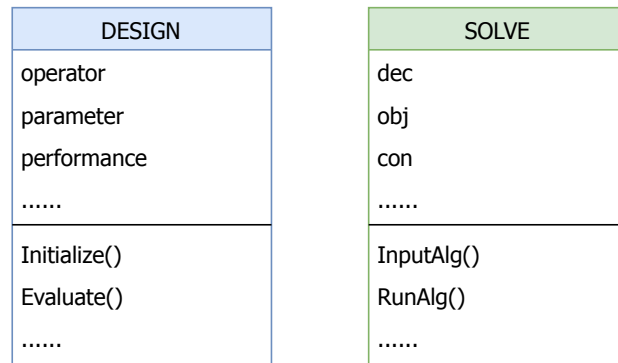 DESIGN
operator
parameter
performance
......
Initialize()
Evaluate()
......
SOLVE
dec
obj
con
......
InputAlg()
RunAlg()
......